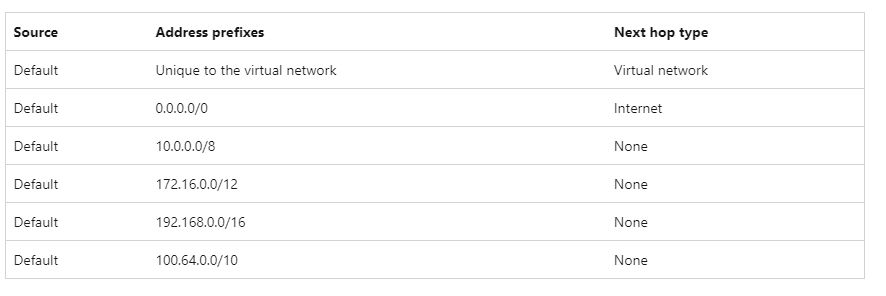 Source Address prefixes Next hop type
Default Unique to the virtual network Virtual network
Default 0.0.0.0/0 Internet
Default 10.0.0.0/8 None
Default 172.16.0.0/12 None
Default 192.168.0.0/16 None
Default 100.64.0.0/10 None